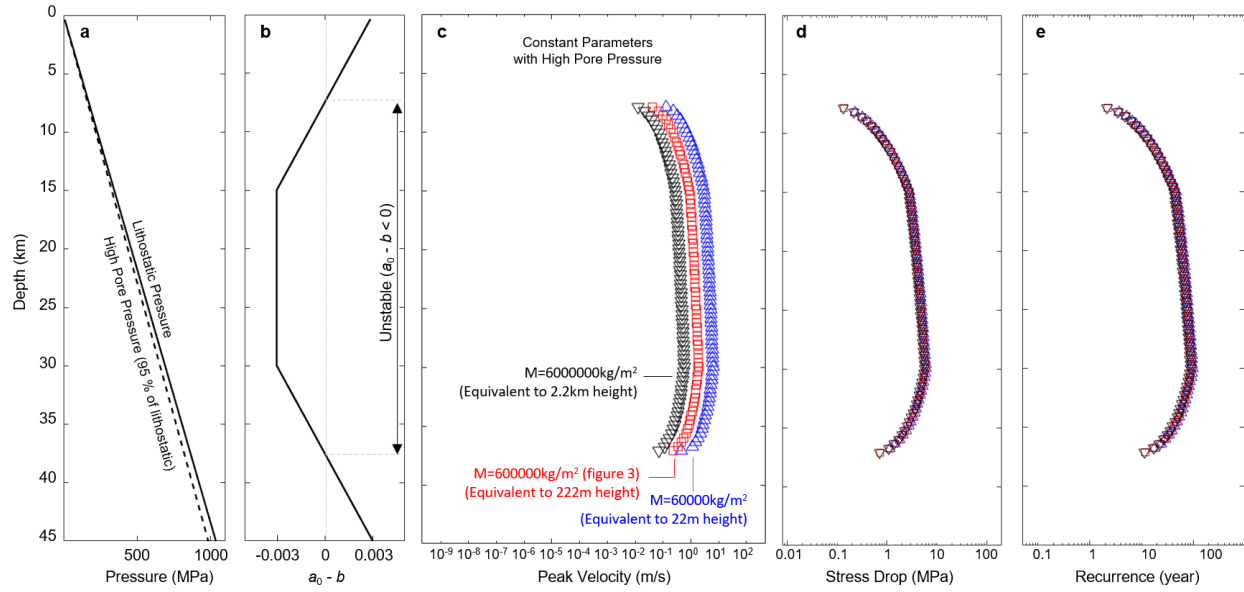 a
0
5
10
15
20
25
30
35
40
45
Depth (km)
Lithostatic Pressure
High Pore Pressure (95 % of lithostatic)
500
1000
Pressure (MPa)
b
Unstable (a0 - b < 0)
-0.003
0
0.003
a0 - b
c
Constant Parameters
with High Pore Pressure
M=6000000kg/m2
(Equivalent to 2.2km height)
M=600000kg/m2 (figure 3)
(Equivalent to 222m height)
M=60000kg/m2
(Equivalent to 22m height)
10-9
10-8
10-7
10-6
10-5
10-4
10-3
10-2
10-1
100
101
102
Peak Velocity (m/s)
d
0.01
0.1
1
10
100
Stress Drop (MPa)
e
0.1
1
10
100
Recurrence (year)